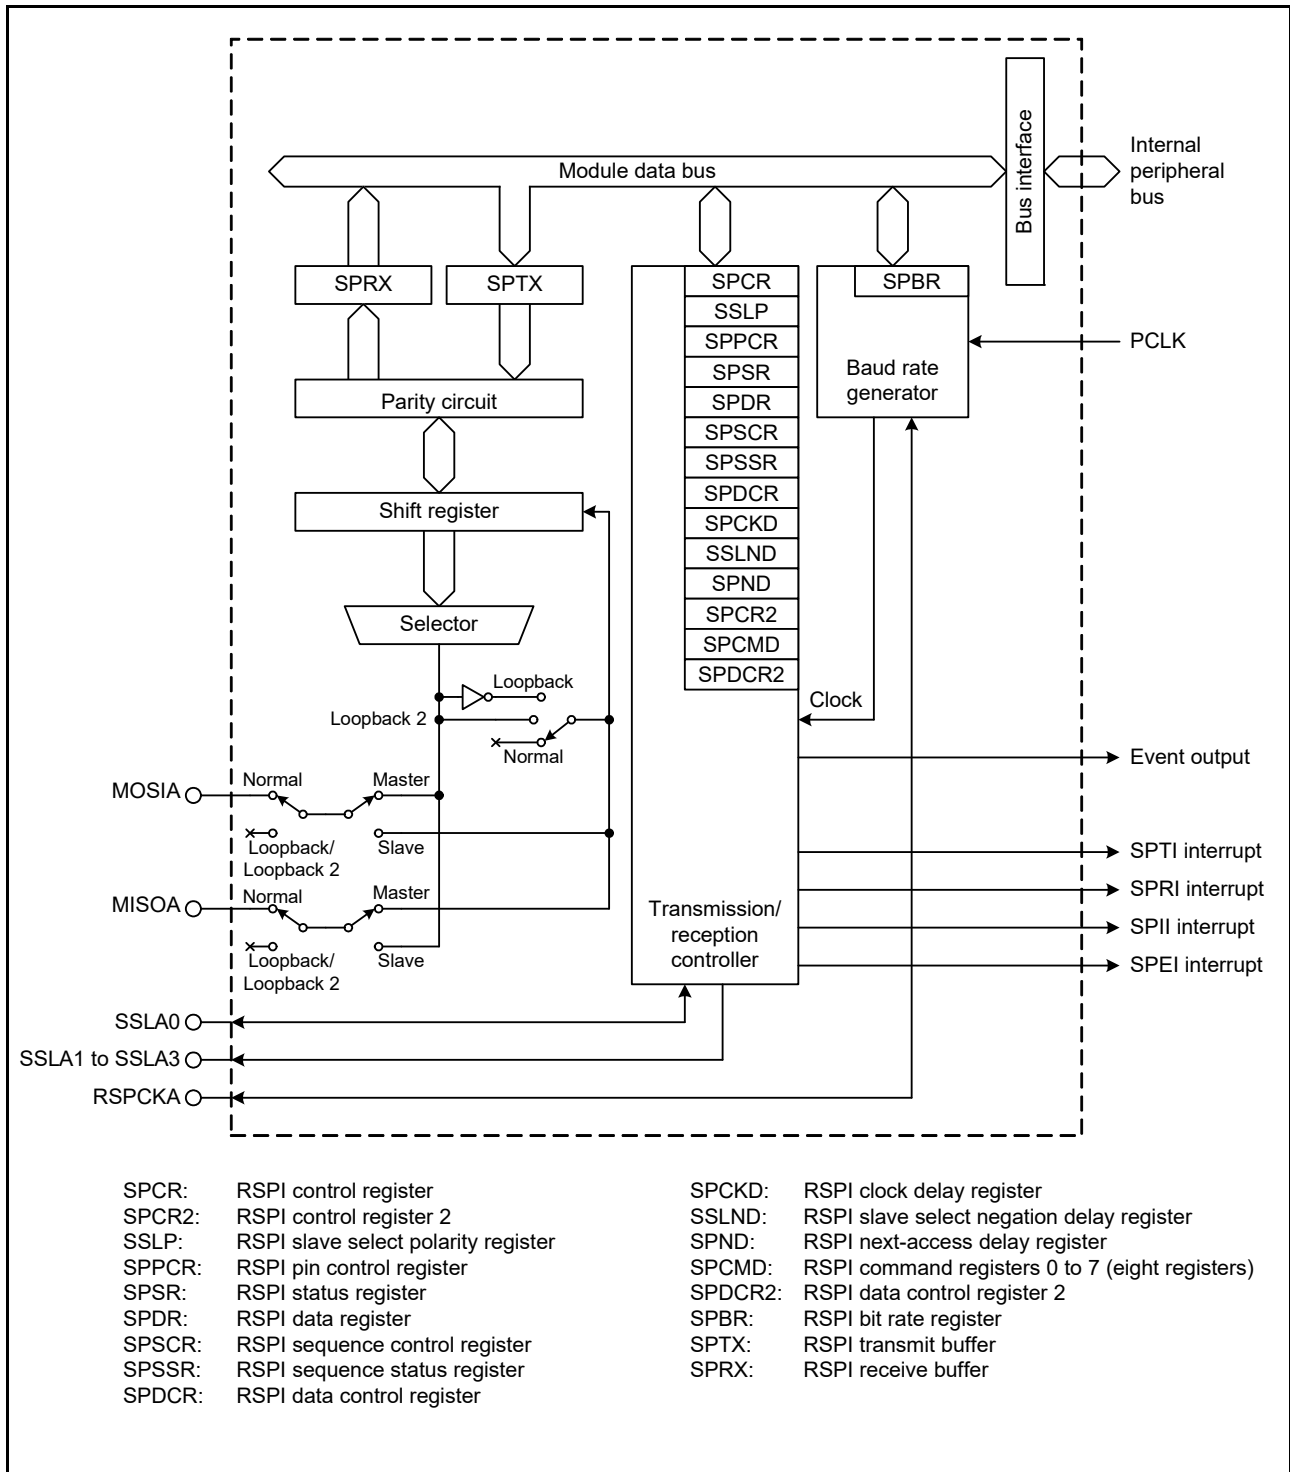 Module data bus
Bus interface
Internal
peripheral
bus
SPRX
SPTX
SPCR
SSLP
SPPCR
SPSR
SPDR
SPSCR
SPSSR
SPDCR
SPCKD
SSLND
SPND
SPCR2
SPCMD
SPDCR2
SPBR
Baud rate
generator
PCLK
Parity circuit
Shift register
Selector
Loopback
Loopback 2
Normal
Clock
Event output
MOSIA
Normal
Master
Loopback/
Loopback 2
Slave
MISOA
Normal
Master
Loopback/
Loopback 2
Slave
Transmission/
reception
controller
SPTI interrupt
SPRI interrupt
SPII interrupt
SPEI interrupt
SSLA0
SSLA1 to SSLA3
RSPCKA
SPCR: RSPI control register
SPCR2: RSPI control register 2
SSLP: RSPI slave select polarity register
SPPCR: RSPI pin control register
SPSR: RSPI status register
SPDR: RSPI data register
SPSCR: RSPI sequence control register
SPSSR: RSPI sequence status register
SPDCR: RSPI data control register
SPCKD: RSPI clock delay register
SSLND: RSPI slave select negation delay register
SPND: RSPI next-access delay register
SPCMD: RSPI command registers 0 to 7 (eight registers)
SPDCR2: RSPI data control register 2
SPBR: RSPI bit rate register
SPTX: RSPI transmit buffer
SPRX: RSPI receive buffer